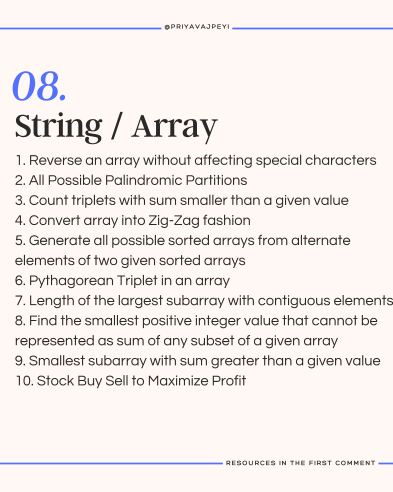 @PRIYAVAJPEYI
08.
String / Array
1. Reverse an array without affecting special characters
2. All Possible Palindromic Partitions
3. Count triplets with sum smaller than a given value
4. Convert array into Zig-Zag fashion
5. Generate all possible sorted arrays from alternate
elements of two given sorted arrays
6. Pythagorean Triplet in an array
7. Length of the largest subarray with contiguous elements
8. Find the smallest positive integer value that cannot be
represented as sum of any subset of a given array
9. Smallest subarray with sum greater than a given value
10. Stock Buy Sell to Maximize Profit
RESOURCES IN THE FIRST COMMENT